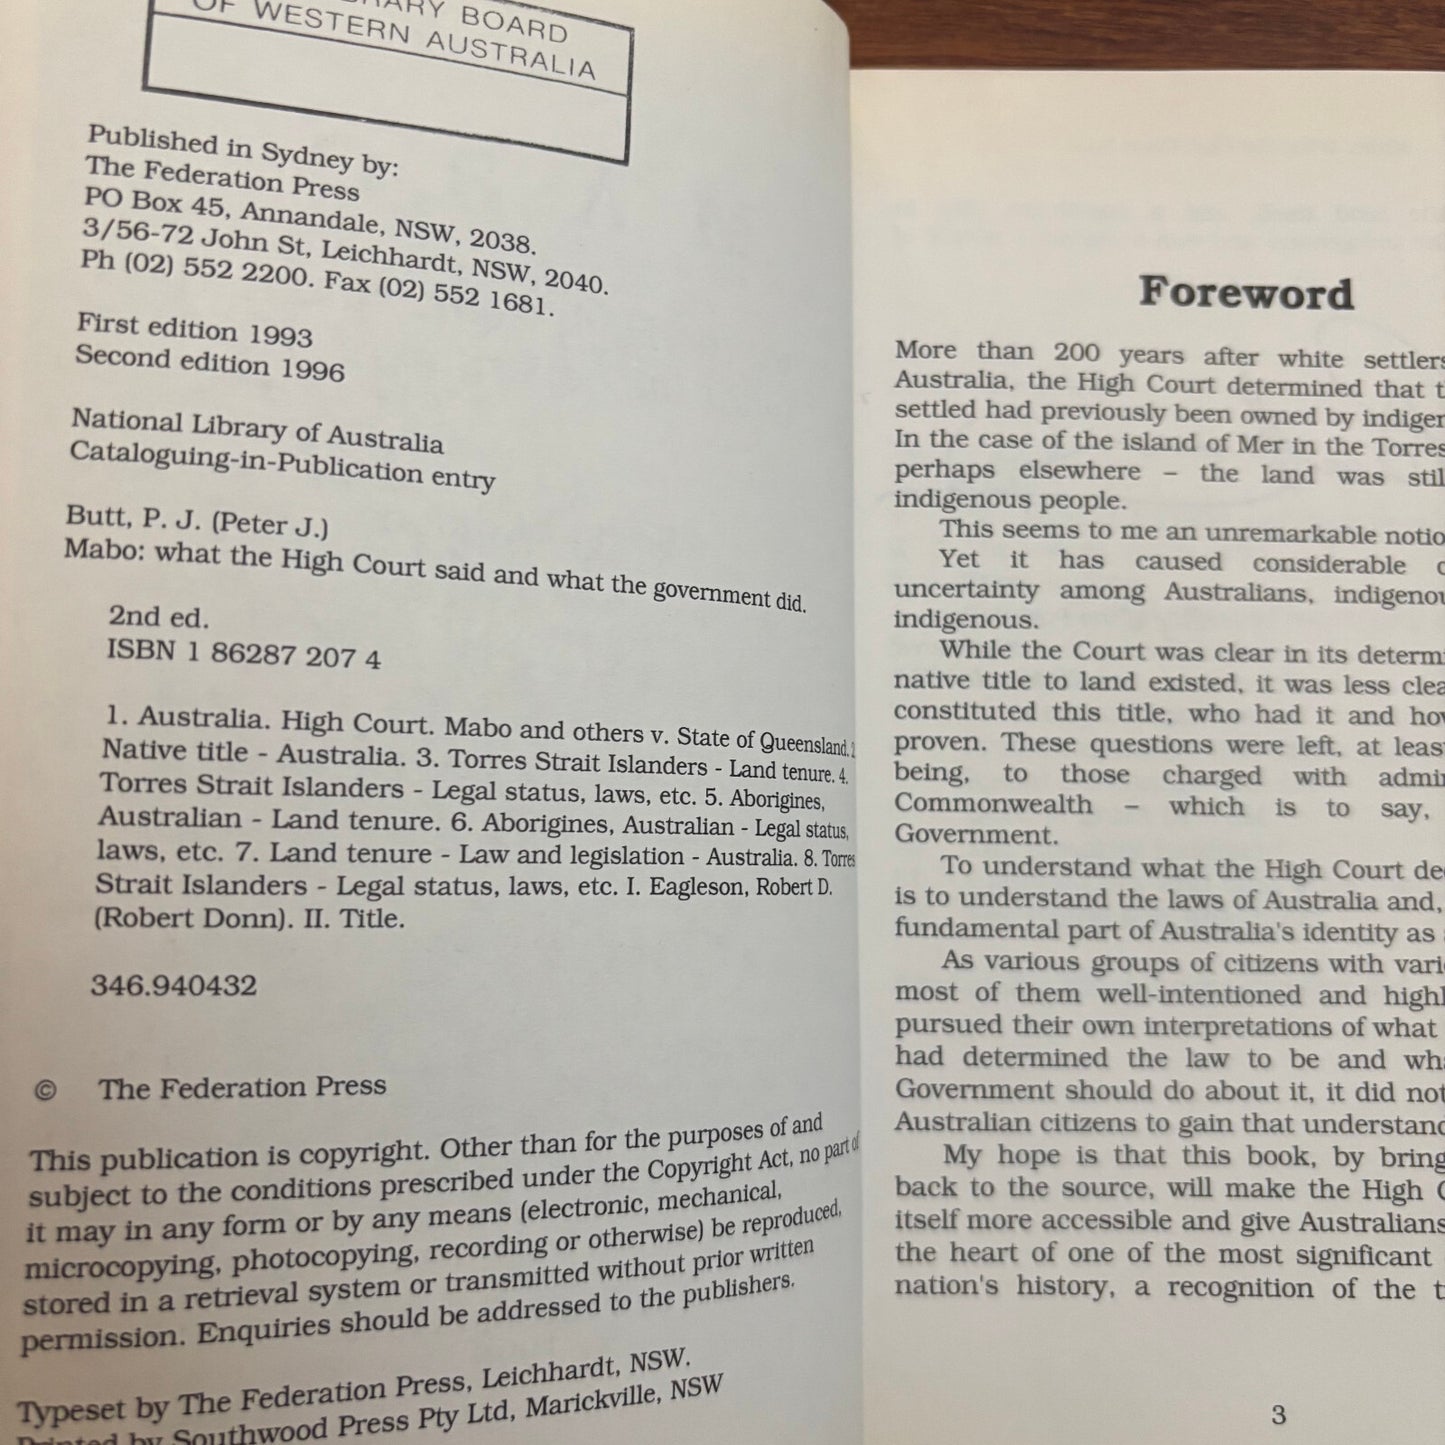 BOARD
OF WESTERN AUSTRALIA
Published in Sydney by:
The Federation Press
PO Box 45, Annandale, NSW, 2038.
3/56-72 John St, Leichhardt, NSW, 2040.
Ph (02) 552 2200. Fax (02) 552 1681.
First edition 1993
Second edition 1996
National Library of Australia
Cataloguing-in-Publication entry
Butt, P. J. (Peter J.)
Mabo: what the High Court said and what the government did.
2nd ed.
ISBN 1 86287 207 4
1. Australia. High Court. Mabo and others v. State of Queensland. 2
Native title - Australia. 3. Torres Strait Islanders - Land tenure. 4.
Torres Strait Islanders - Legal status, laws, etc. 5. Aborigines,
Australian - Land tenure. 6. Aborigines, Australian - Legal status,
laws, etc. 7. Land tenure - Law and legislation - Australia. 8. Torres
Strait Islanders - Legal status, laws, etc. I. Eagleson, Robert D.
(Robert Donn). II. Title.
346.940432
© The Federation Press
This publication is copyright. Other than for the purposes of and
subject to the conditions prescribed under the Copyright Act, no part of
it may in any form or by any means (electronic, mechanical,
microcopying, photocopying, recording or otherwise) be reproduced,
stored in a retrieval system or transmitted without prior written
permission. Enquiries should be addressed to the publishers.
Typeset by The Federation Press, Leichhardt, NSW.
Printed by Southwood Press Pty Ltd, Marickville, NSW
Foreword
More than 200 years after white settlers
Australia, the High Court determined that
settled had previously been owned by
In the case of the island of Mer in the Torres
perhaps elsewhere – the land was
indigenous people.
This seems to me an unremarkable
Yet it has caused considerable
uncertainty among Australians,
indigenous.
While the Court was clear in its
native title to land existed, it was less
constituted this title, who had it and
proven. These questions were left, at
being, to those charged with
Commonwealth – which is to say,
Government.
To understand what the High Court
is to understand the laws of Australia and,
fundamental part of Australia's identity as
As various groups of citizens with
most of them well-intentioned and
pursued their own interpretations of what
had determined the law to be and
Government should do about it, it did not
Australian citizens to gain that
My hope is that this book, by
back to the source, will make the High
itself more accessible and give Australians
the heart of one of the most significant
nation's history, a recognition of the
3